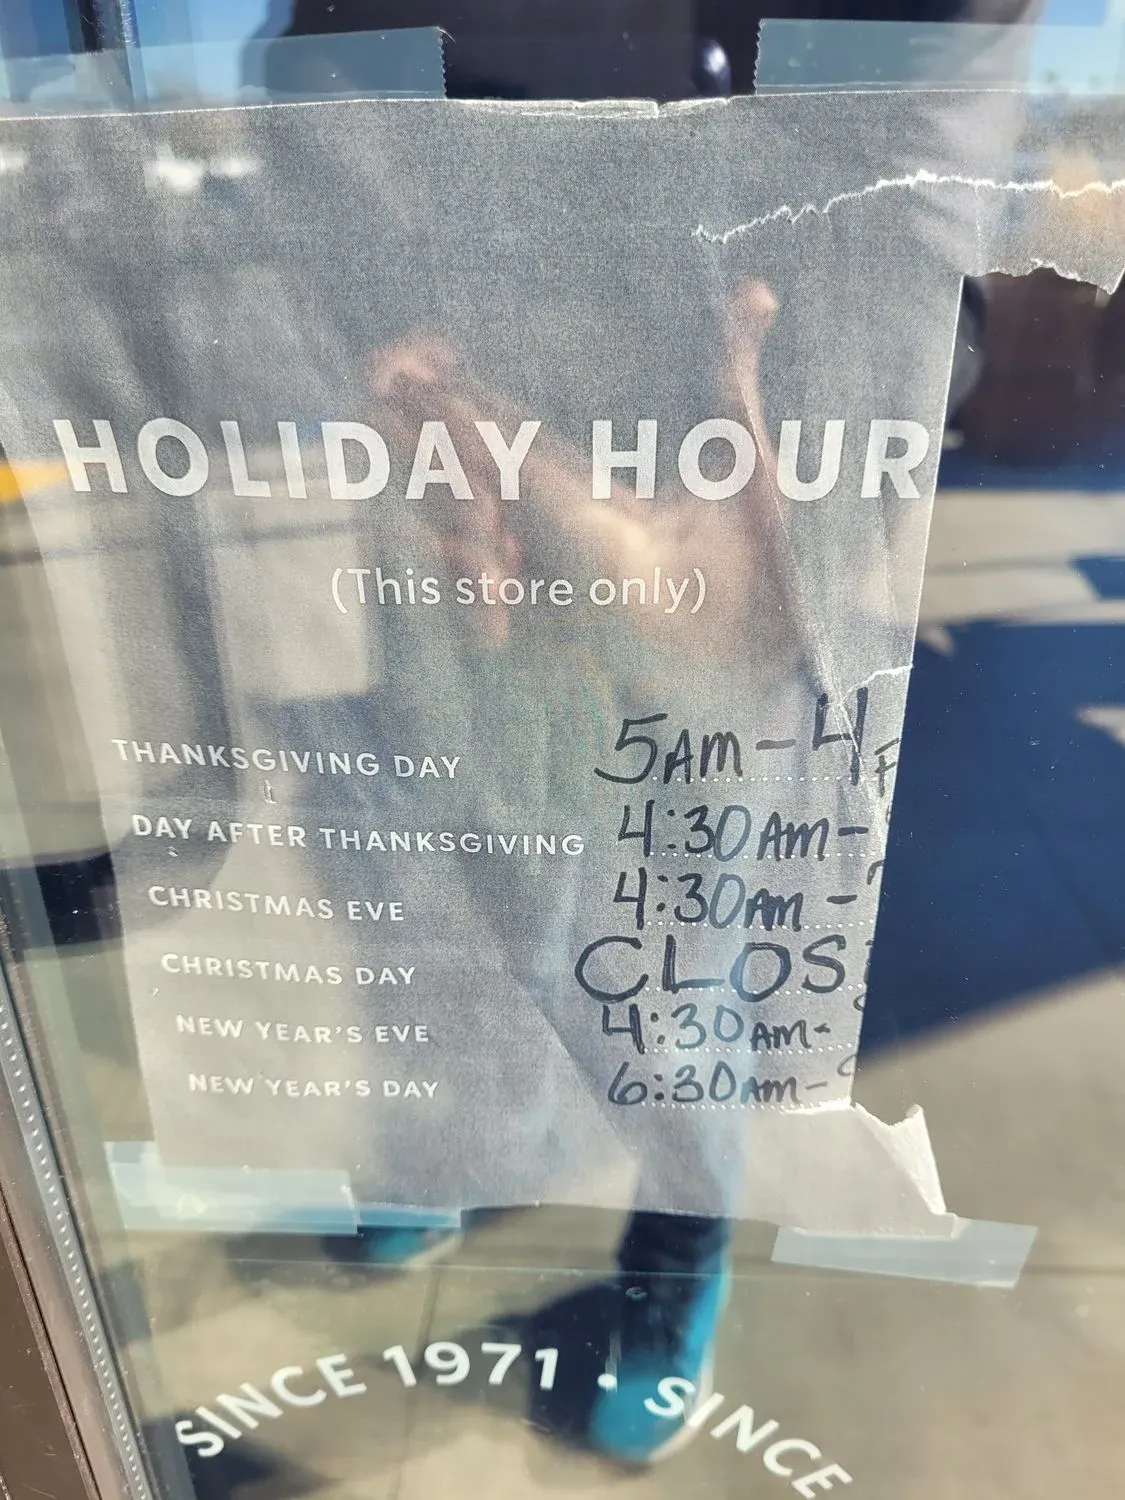 HOLIDAY HOUR
(This store only)
THANKSGIVING DAY 5AM - 4
DAY AFTER THANKSGIVING 4:30AM -
CHRISTMAS EVE 4:30AM -
CHRISTMAS DAY CLOS
NEW YEAR'S EVE 4:30AM -
NEW YEAR'S DAY 6:30AM -
SINCE 1971 • SINCE